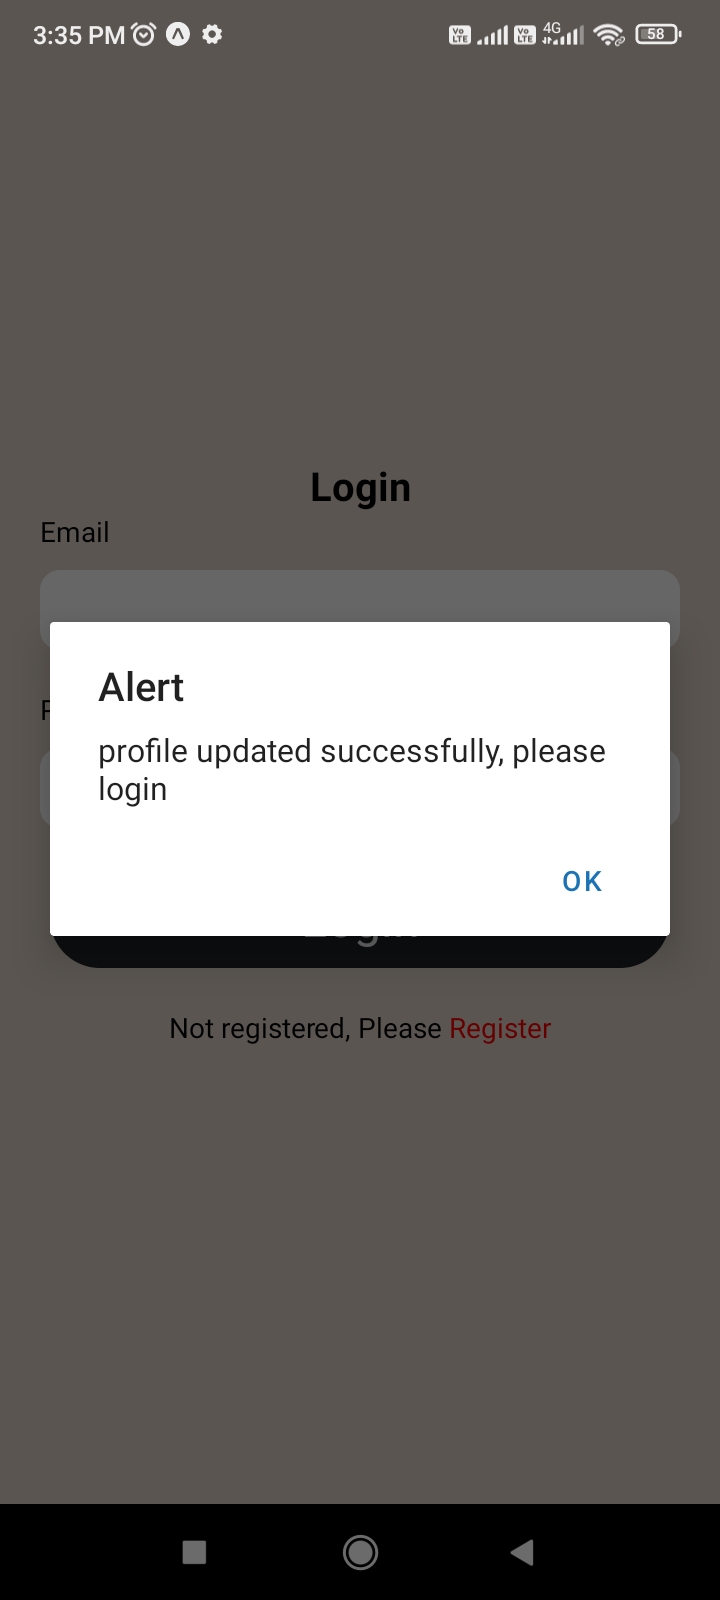 3:35 PM
Vo LTE
Vo LTE
4G
58
Login
Email
Alert
profile updated successfully, please
login
OK
Not registered, Please Register